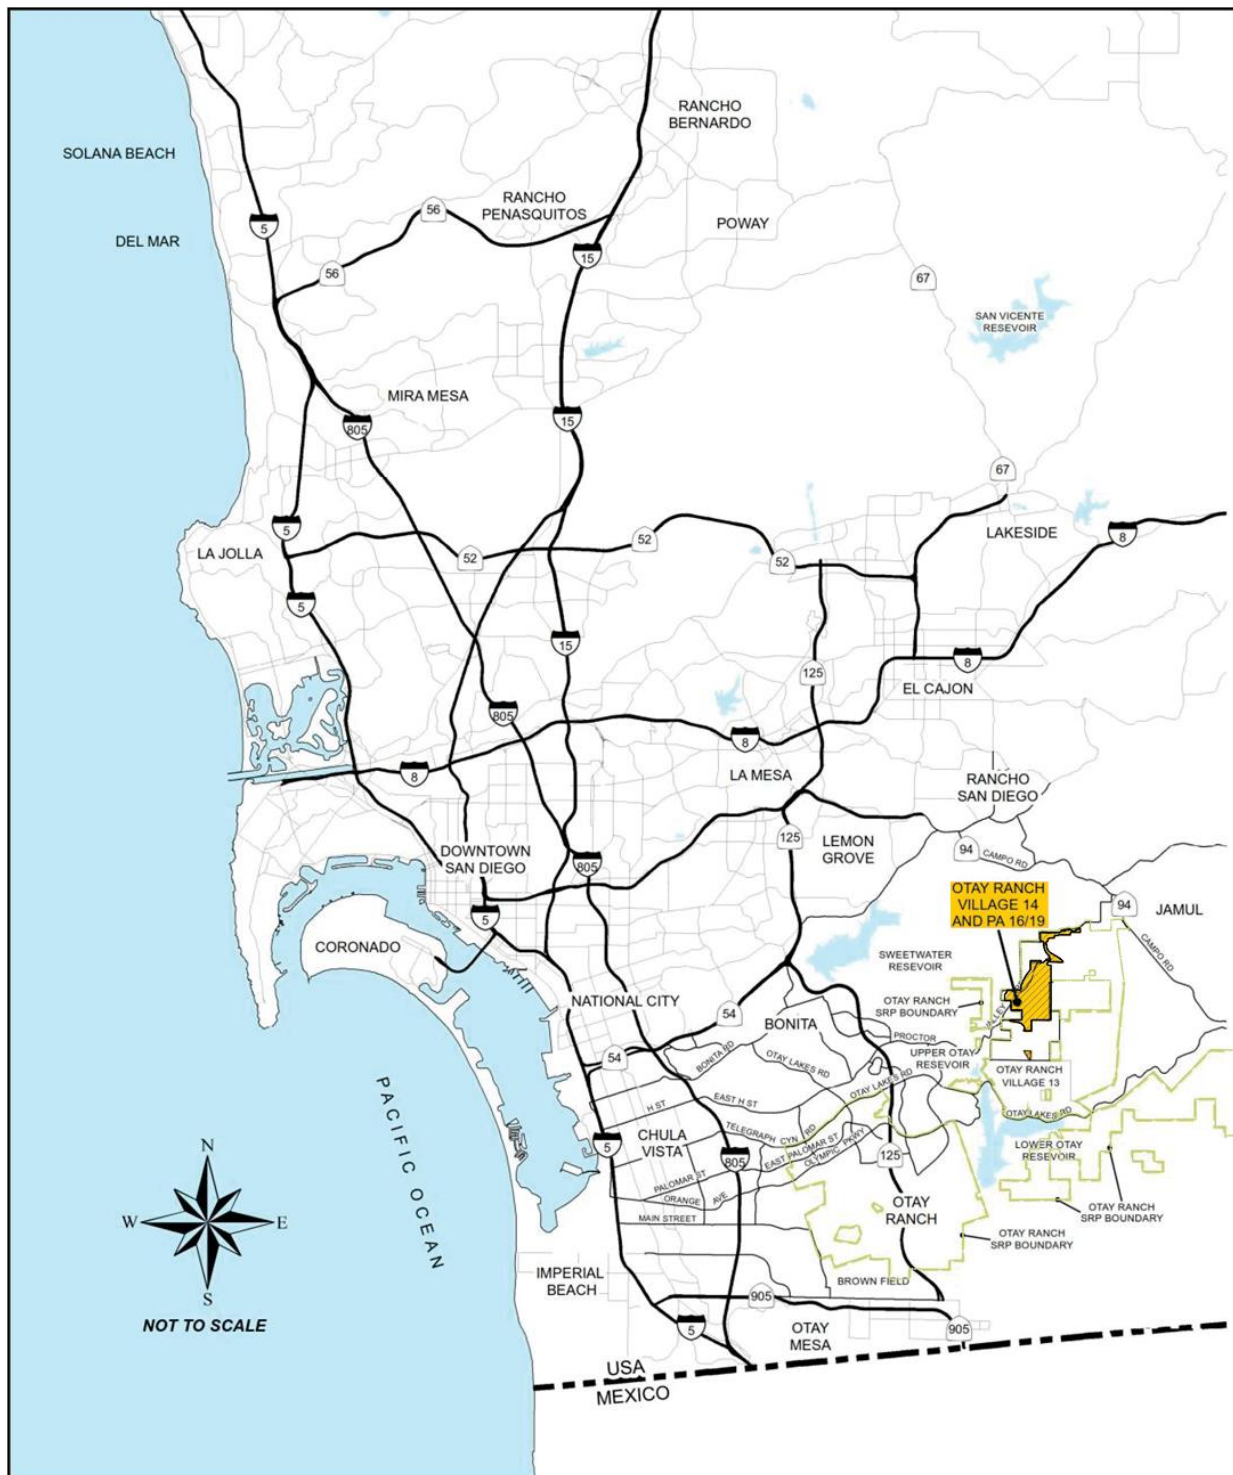 RANCHO
BERNARDO
SOLANA BEACH
RANCHO
PENASQUITOS
56
POWAY
5
DEL MAR
15
56
67
SAN VICENTE
RESEVOIR
MIRA MESA
15
805
67
5
LAKESIDE
8
52
LA JOLLA
52
52
5
15
8
125
EL CAJON
805
8
8
LA MESA
RANCHO
SAN DIEGO
125
LEMON
GROVE
94
CAMPO RD
DOWNTOWN
SAN DIEGO
805
OTAY RANCH
VILLAGE 14
AND PA 16/19
94
JAMUL
5
CORONADO
SWEETWATER
RESEVOIR
CAMPO RD
NATIONAL CITY
OTAY RANCH
SRP BOUNDARY
54
BONITA
PROCTOR
54
BONITA RD
OTAY LAKES RD
UPPER OTAY
RESEVOIR
OTAY RANCH
VILLAGE 13
OTAY LAKES RD
H ST
EAST H ST
OTAY LAKES RD
TELEGRAPH CYN RD
CHULA
VISTA
5
805
EAST PALOMAR ST
OLYMPIC PKWY
125
LOWER OTAY
RESEVOIR
PALOMAR ST
ORANGE AVE
MAIN STREET
OTAY
RANCH
OTAY RANCH
SRP BOUNDARY
OTAY RANCH
SRP BOUNDARY
PACIFIC OCEAN
N
W
E
S
NOT TO SCALE
IMPERIAL
BEACH
BROWN FIELD
905
5
OTAY
MESA
905
USA
MEXICO